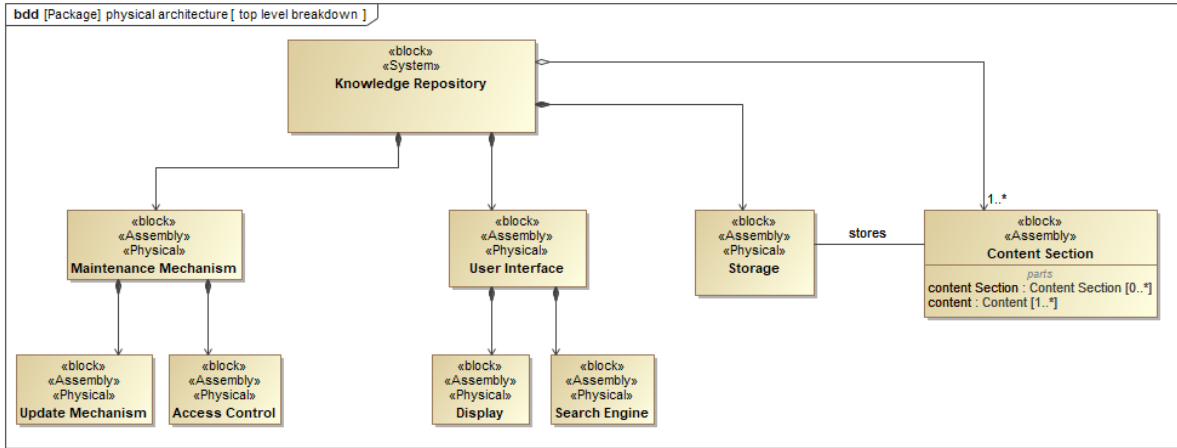 bdd [Package] physical architecture [ top level breakdown ]
«block»
«System»
Knowledge Repository
1..*
«block»
«Assembly»
«Physical»
Maintenance Mechanism
«block»
«Assembly»
«Physical»
User Interface
«block»
«Assembly»
«Physical»
Storage
stores
«block»
«Assembly»
Content Section
parts
content Section : Content Section [0..*]
content : Content [1..*]
«block»
«Assembly»
«Physical»
Update Mechanism
«block»
«Assembly»
«Physical»
Access Control
«block»
«Assembly»
«Physical»
Display
«block»
«Assembly»
«Physical»
Search Engine